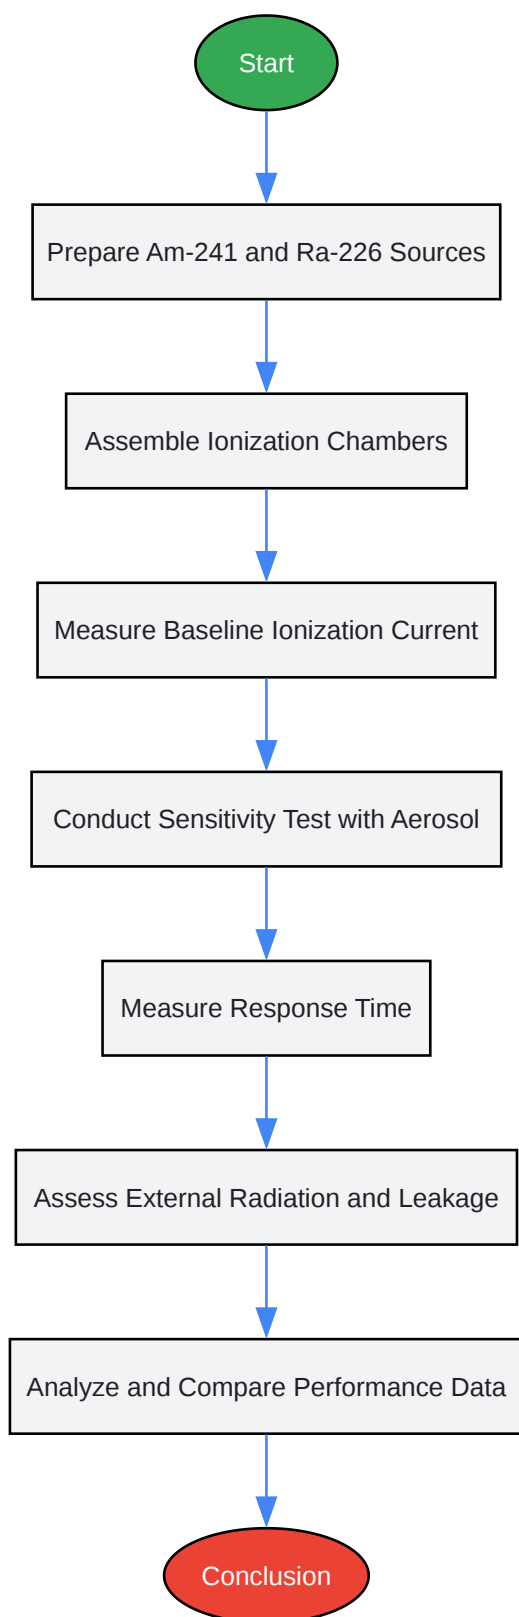 Start
Prepare Am-241 and Ra-226 Sources
Assemble Ionization Chambers
Measure Baseline Ionization Current
Conduct Sensitivity Test with Aerosol
Measure Response Time
Assess External Radiation and Leakage
Analyze and Compare Performance Data
Conclusion